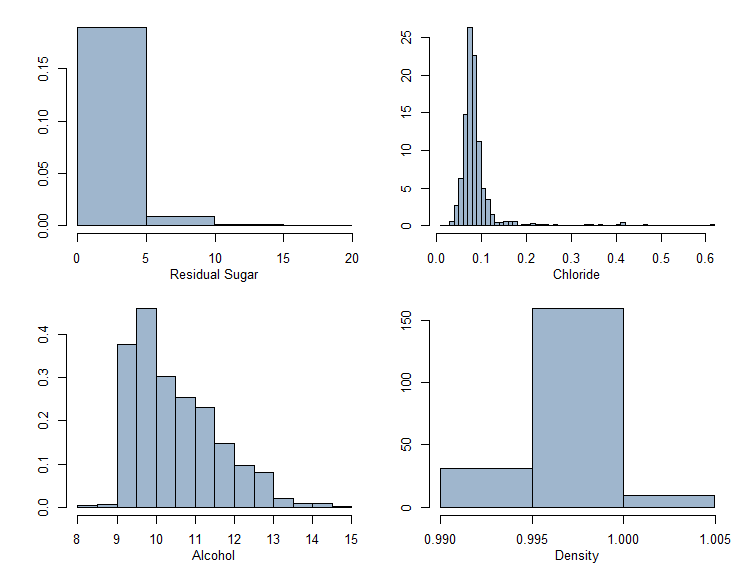 0.00 0.05 0.10 0.15
0 5 10 15 20
Residual Sugar
0 5 10 15 20 25
0.0 0.1 0.2 0.3 0.4 0.5 0.6
Chloride
0.0 0.1 0.2 0.3 0.4
8 9 10 11 12 13 14 15
Alcohol
0 50 100 150
0.990 0.995 1.000 1.005
Density